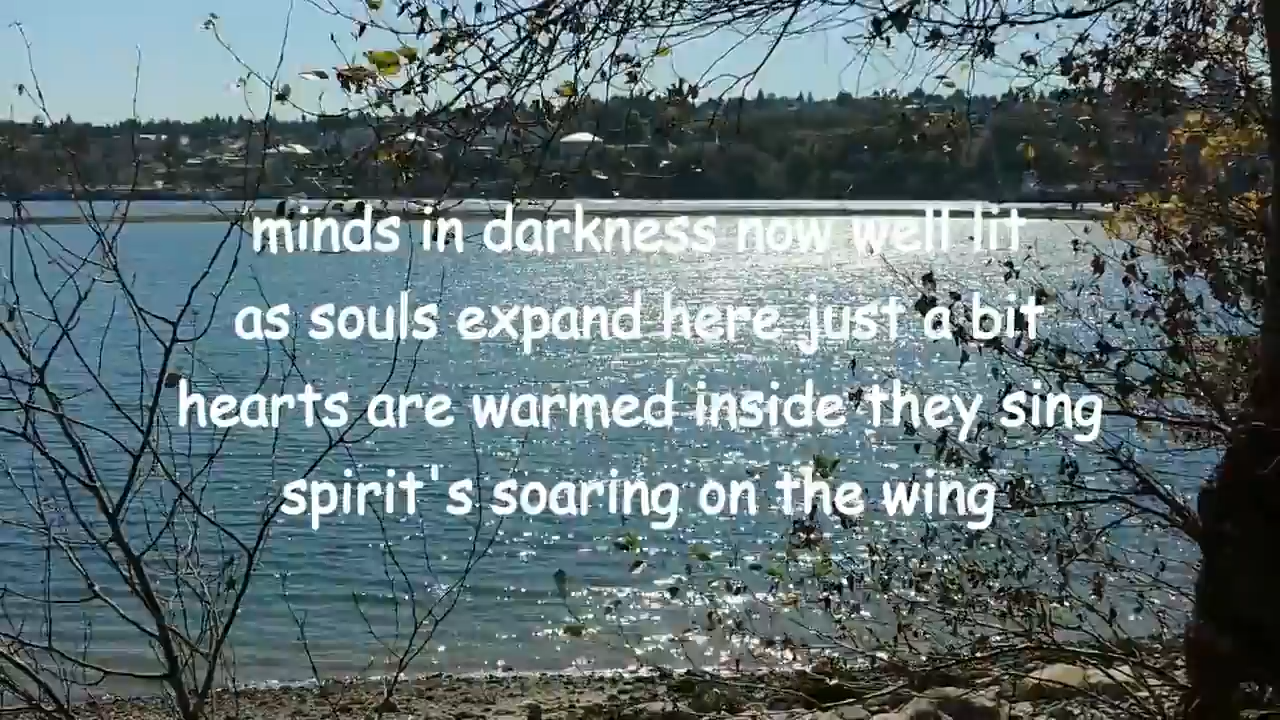 minds in darkness now well lit
as souls expand here just a bit
hearts are warmed inside they sing
spirit's soaring on the wing